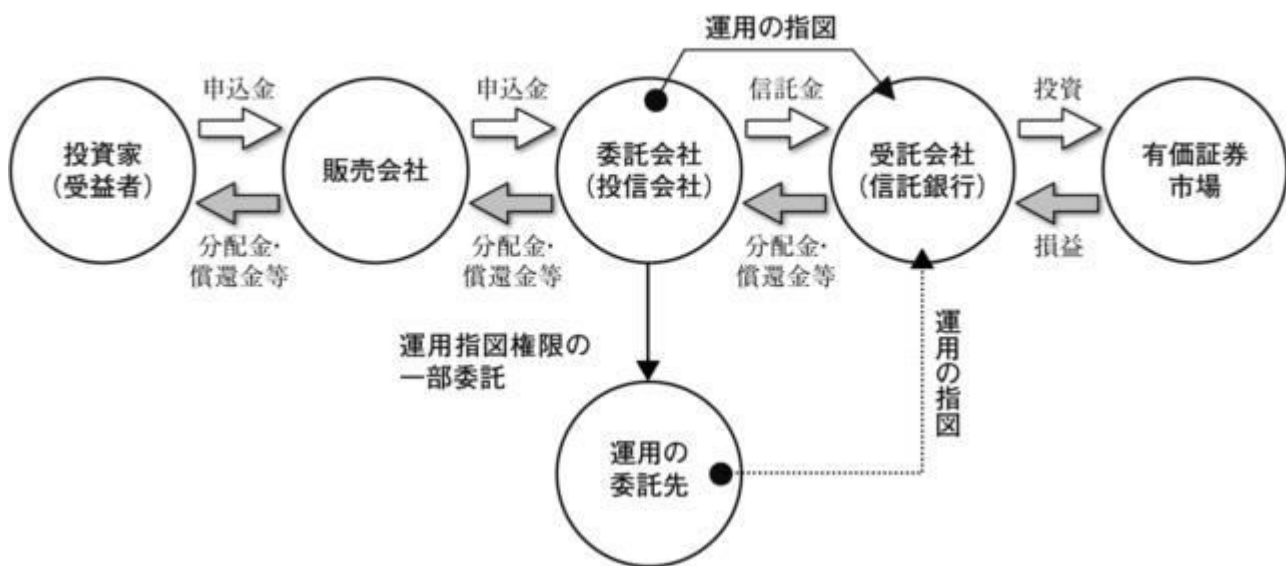 運用の指図
申込金
申込金
信託金
投資
投資家
(受益者)
販売会社
委託会社
(投信会社)
受託会社
(信託銀行)
有価証券
市場
分配金・
償還金等
分配金・
償還金等
分配金・
償還金等
損益
運用指図権限の
一部委託
運用の指図
運用の
委託先